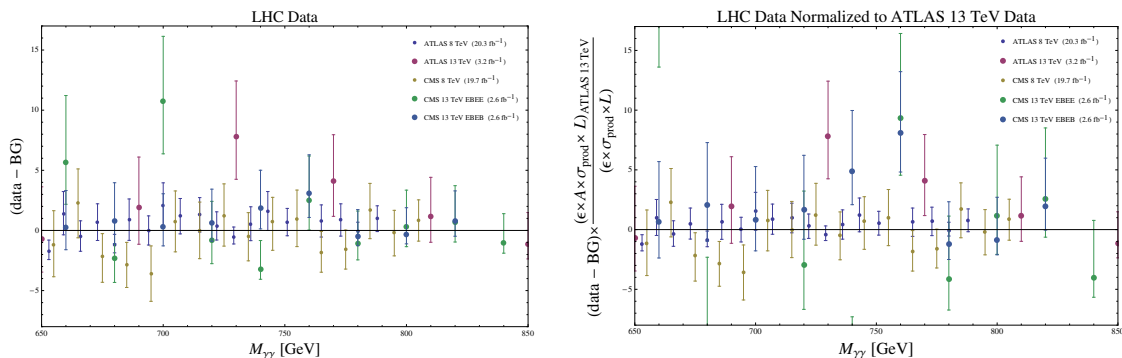 LHC Data
(data − BG)
15
10
5
0
−5
ATLAS 8 TeV (20.3 fb⁻¹)
ATLAS 13 TeV (3.2 fb⁻¹)
CMS 8 TeV (19.7 fb⁻¹)
CMS 13 TeV EBEE (2.6 fb⁻¹)
CMS 13 TeV EBEB (2.6 fb⁻¹)
650 700 750 800 850
Mγγ [GeV]
LHC Data Normalized to ATLAS 13 TeV Data
(data − BG)× (ϵ×A×σprod× L)ATLAS 13 TeV
(ϵ×σprod×L)
15
10
5
0
−5
ATLAS 8 TeV (20.3 fb⁻¹)
ATLAS 13 TeV (3.2 fb⁻¹)
CMS 8 TeV (19.7 fb⁻¹)
CMS 13 TeV EBEE (2.6 fb⁻¹)
CMS 13 TeV EBEB (2.6 fb⁻¹)
650 700 750 800 850
Mγγ [GeV]